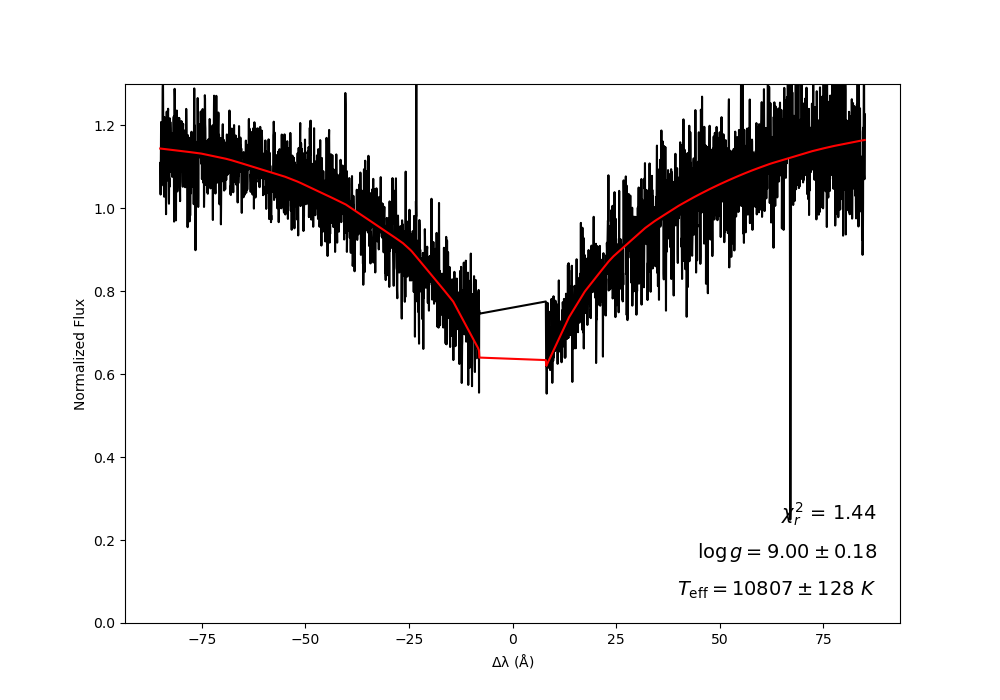 Normalized Flux
1.2
1.0
0.8
0.6
0.4
0.2
0.0
−75
−50
−25
0
25
50
75
Δλ (Å)
χ²ᵣ = 1.44
log g = 9.00 ± 0.18
T_eff = 10807 ± 128 K